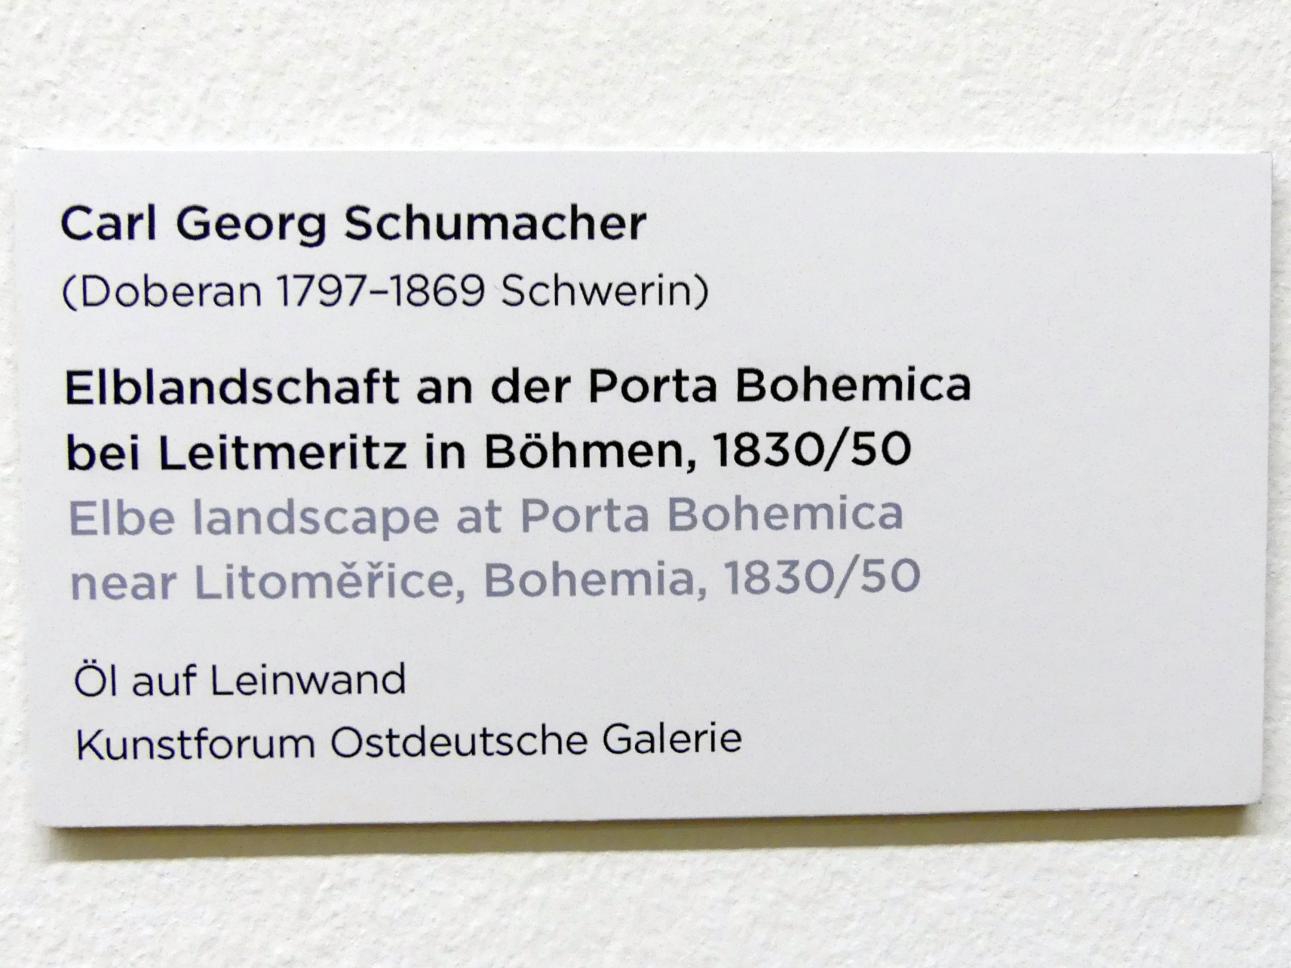 Carl Georg Schumacher
(Doberan 1797–1869 Schwerin)
Elblandschaft an der Porta Bohemica
bei Leitmeritz in Böhmen, 1830/50
Elbe landscape at Porta Bohemica
near Litoměřice, Bohemia, 1830/50
Öl auf Leinwand
Kunstforum Ostdeutsche Galerie